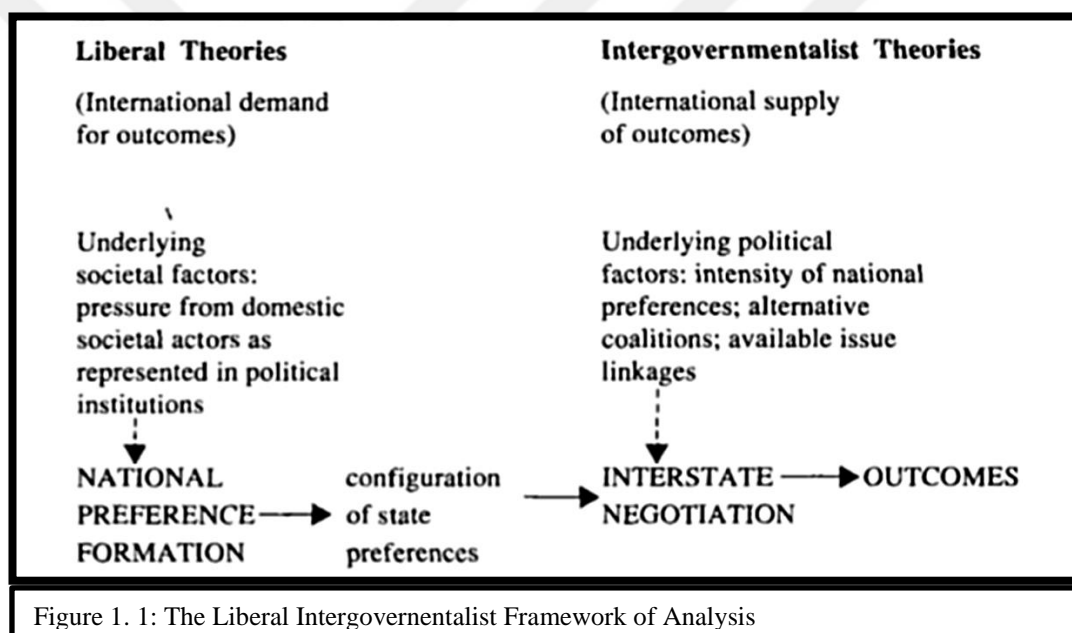 Liberal Theories
(International demand
for outcomes)
Underlying
societal factors:
pressure from domestic
societal actors as
represented in political
institutions
NATIONAL
PREFERENCE
FORMATION
configuration
of state
preferences
Intergovernmentalist Theories
(International supply
of outcomes)
Underlying political
factors: intensity of national
preferences; alternative
coalitions; available issue
linkages
INTERSTATE
NEGOTIATION
OUTCOMES
Figure 1. 1: The Liberal Intergovernentalist Framework of Analysis